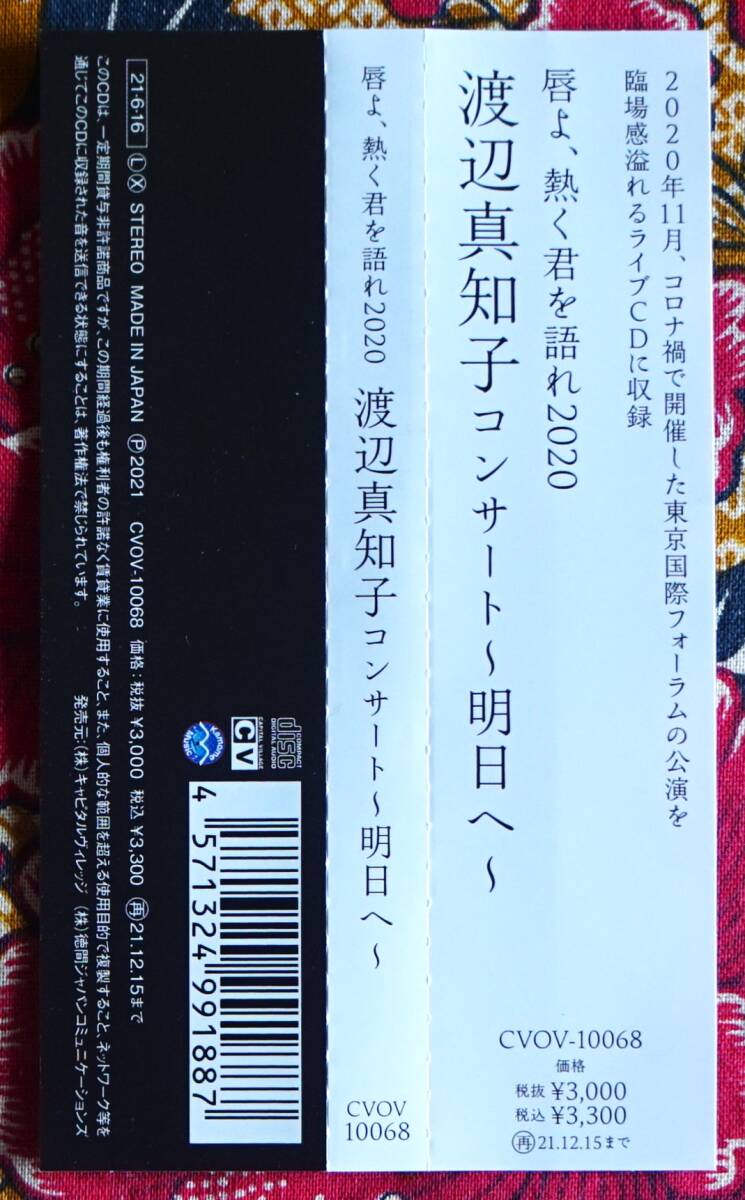 2020年11月、コロナ禍で開催した東京国際フォーラムの公演を
臨場感溢れるライブCDに収録
唇よ、熱く君を語れ2020
渡辺真知子コンサート～明日へ～
CVOV-10068
価格
税抜 ¥3,000
税込 ¥3,300
再21.12.15まで
唇よ、熱く君を語れ2020 渡辺真知子コンサート～明日へ～
CVOV
10068
21・6・16 Ⓛ Ⓧ STEREO MADE IN JAPAN Ⓟ2021 CVOV-10068 価格：税抜 ¥3,000 税込 ¥3,300 再21.12.15まで
このCDは、一定期間貸与非許諾商品ですが、この期間経過後も権利者の許諾なく賃貸業に使用すること、また、個人的な範囲を超える使用目的で複製すること、ネットワーク等を
通じてこのCDに収録された音を送信できる状態にすることは、著作権法で禁じられています。
発売元：(株)キャピタルヴィレッジ (株)徳間ジャパンコミュニケーションズ
Kamome Music
CAPITAL VILLAGE
CV
COMPACT
disc
DIGITAL AUDIO
4 571324 991887